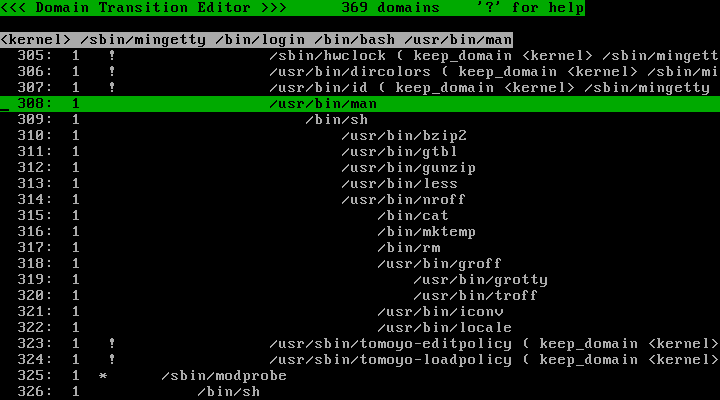 <<< Domain Transition Editor >>>      369 domains    '?' for help
<kernel> /sbin/mingetty /bin/login /bin/bash /usr/bin/man
305:  1   !                 /sbin/hwclock ( keep_domain <kernel> /sbin/mingett
306:  1   !                 /usr/bin/dircolors ( keep_domain <kernel> /sbin/mi
307:  1   !                 /usr/bin/id ( keep_domain <kernel> /sbin/mingetty
308:  1                     /usr/bin/man
309:  1                         /bin/sh
310:  1                             /usr/bin/bzip2
311:  1                             /usr/bin/gtbl
312:  1                             /usr/bin/gunzip
313:  1                             /usr/bin/less
314:  1                             /usr/bin/nroff
315:  1                                 /bin/cat
316:  1                                 /bin/mktemp
317:  1                                 /bin/rm
318:  1                                 /usr/bin/groff
319:  1                                     /usr/bin/grotty
320:  1                                     /usr/bin/troff
321:  1                                 /usr/bin/iconv
322:  1                                 /usr/bin/locale
323:  1   !                 /usr/sbin/tomoyo-editpolicy ( keep_domain <kernel>
324:  1   !                 /usr/sbin/tomoyo-loadpolicy ( keep_domain <kernel>
325:  1  *      /sbin/modprobe
326:  1             /bin/sh